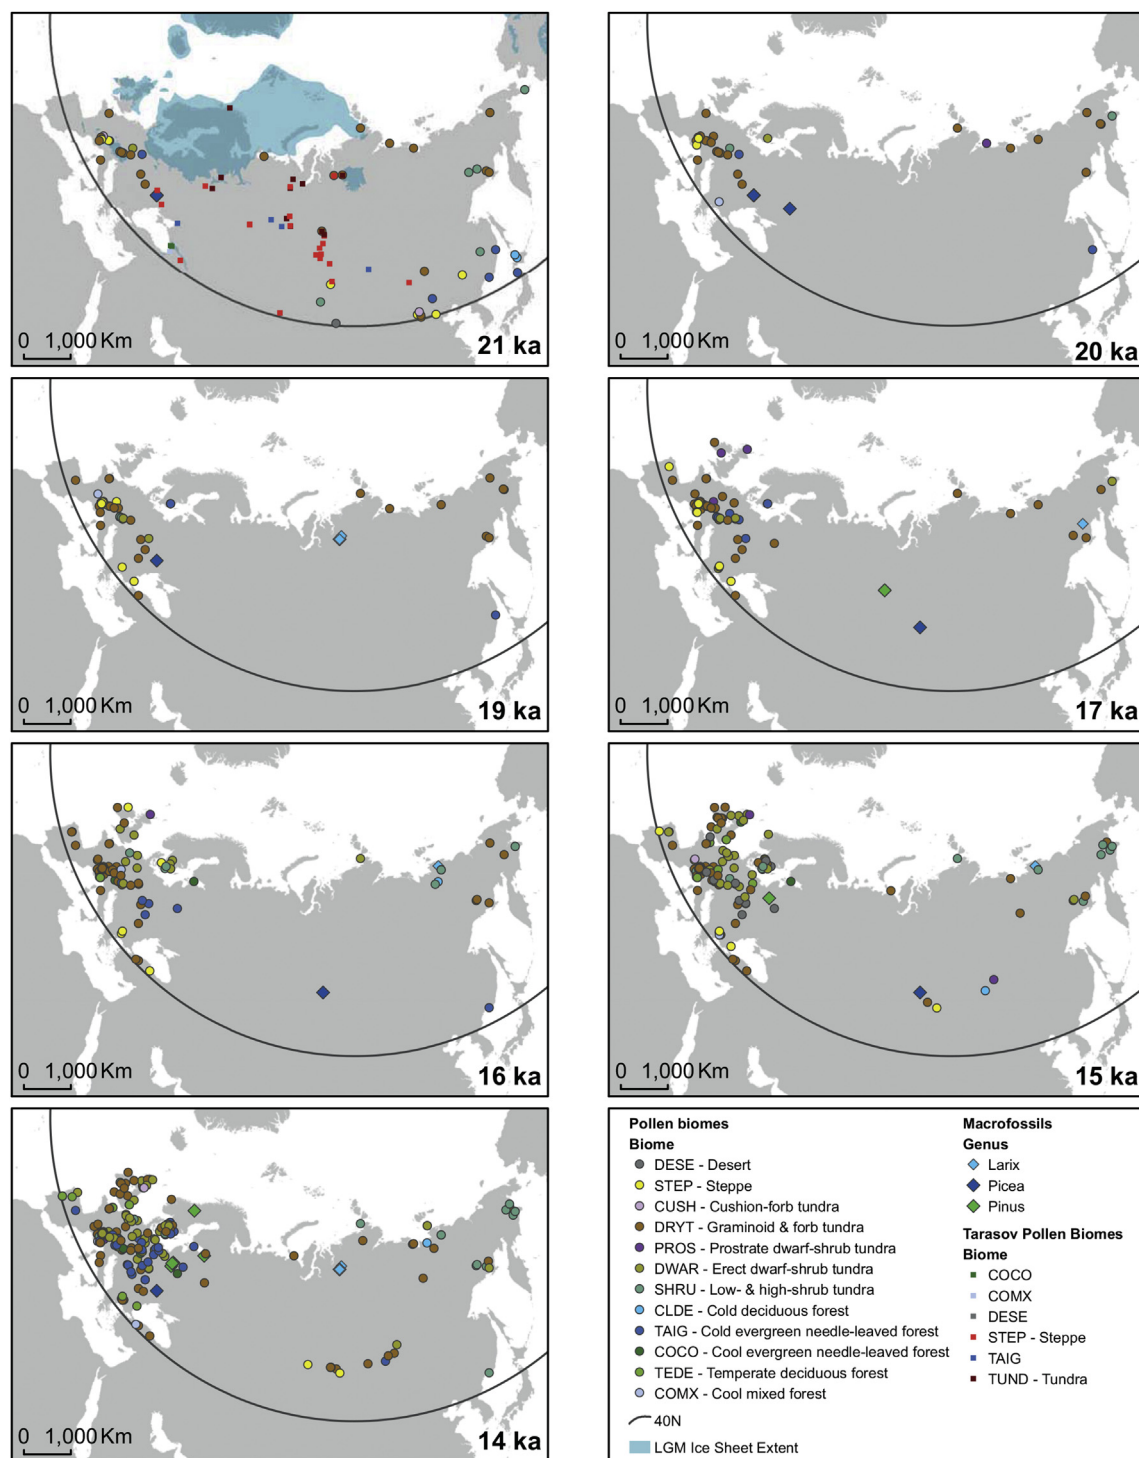 0 1,000 Km
21 ka
0 1,000 Km
20 ka
0 1,000 Km
19 ka
0 1,000 Km
17 ka
0 1,000 Km
16 ka
0 1,000 Km
15 ka
0 1,000 Km
14 ka
Pollen biomes
Biome
DESE - Desert
STEP - Steppe
CUSH - Cushion-forb tundra
DRYT - Graminoid & forb tundra
PROS - Prostrate dwarf-shrub tundra
DWAR - Erect dwarf-shrub tundra
SHRU - Low- & high-shrub tundra
CLDE - Cold deciduous forest
TAIG - Cold evergreen needle-leaved forest
COCO - Cool evergreen needle-leaved forest
TEDE - Temperate deciduous forest
COMX - Cool mixed forest
40N
LGM Ice Sheet Extent
Macrofossils
Genus
Larix
Picea
Pinus
Tarasov Pollen Biomes
Biome
COCO
COMX
DESE
STEP - Steppe
TAIG
TUND - Tundra